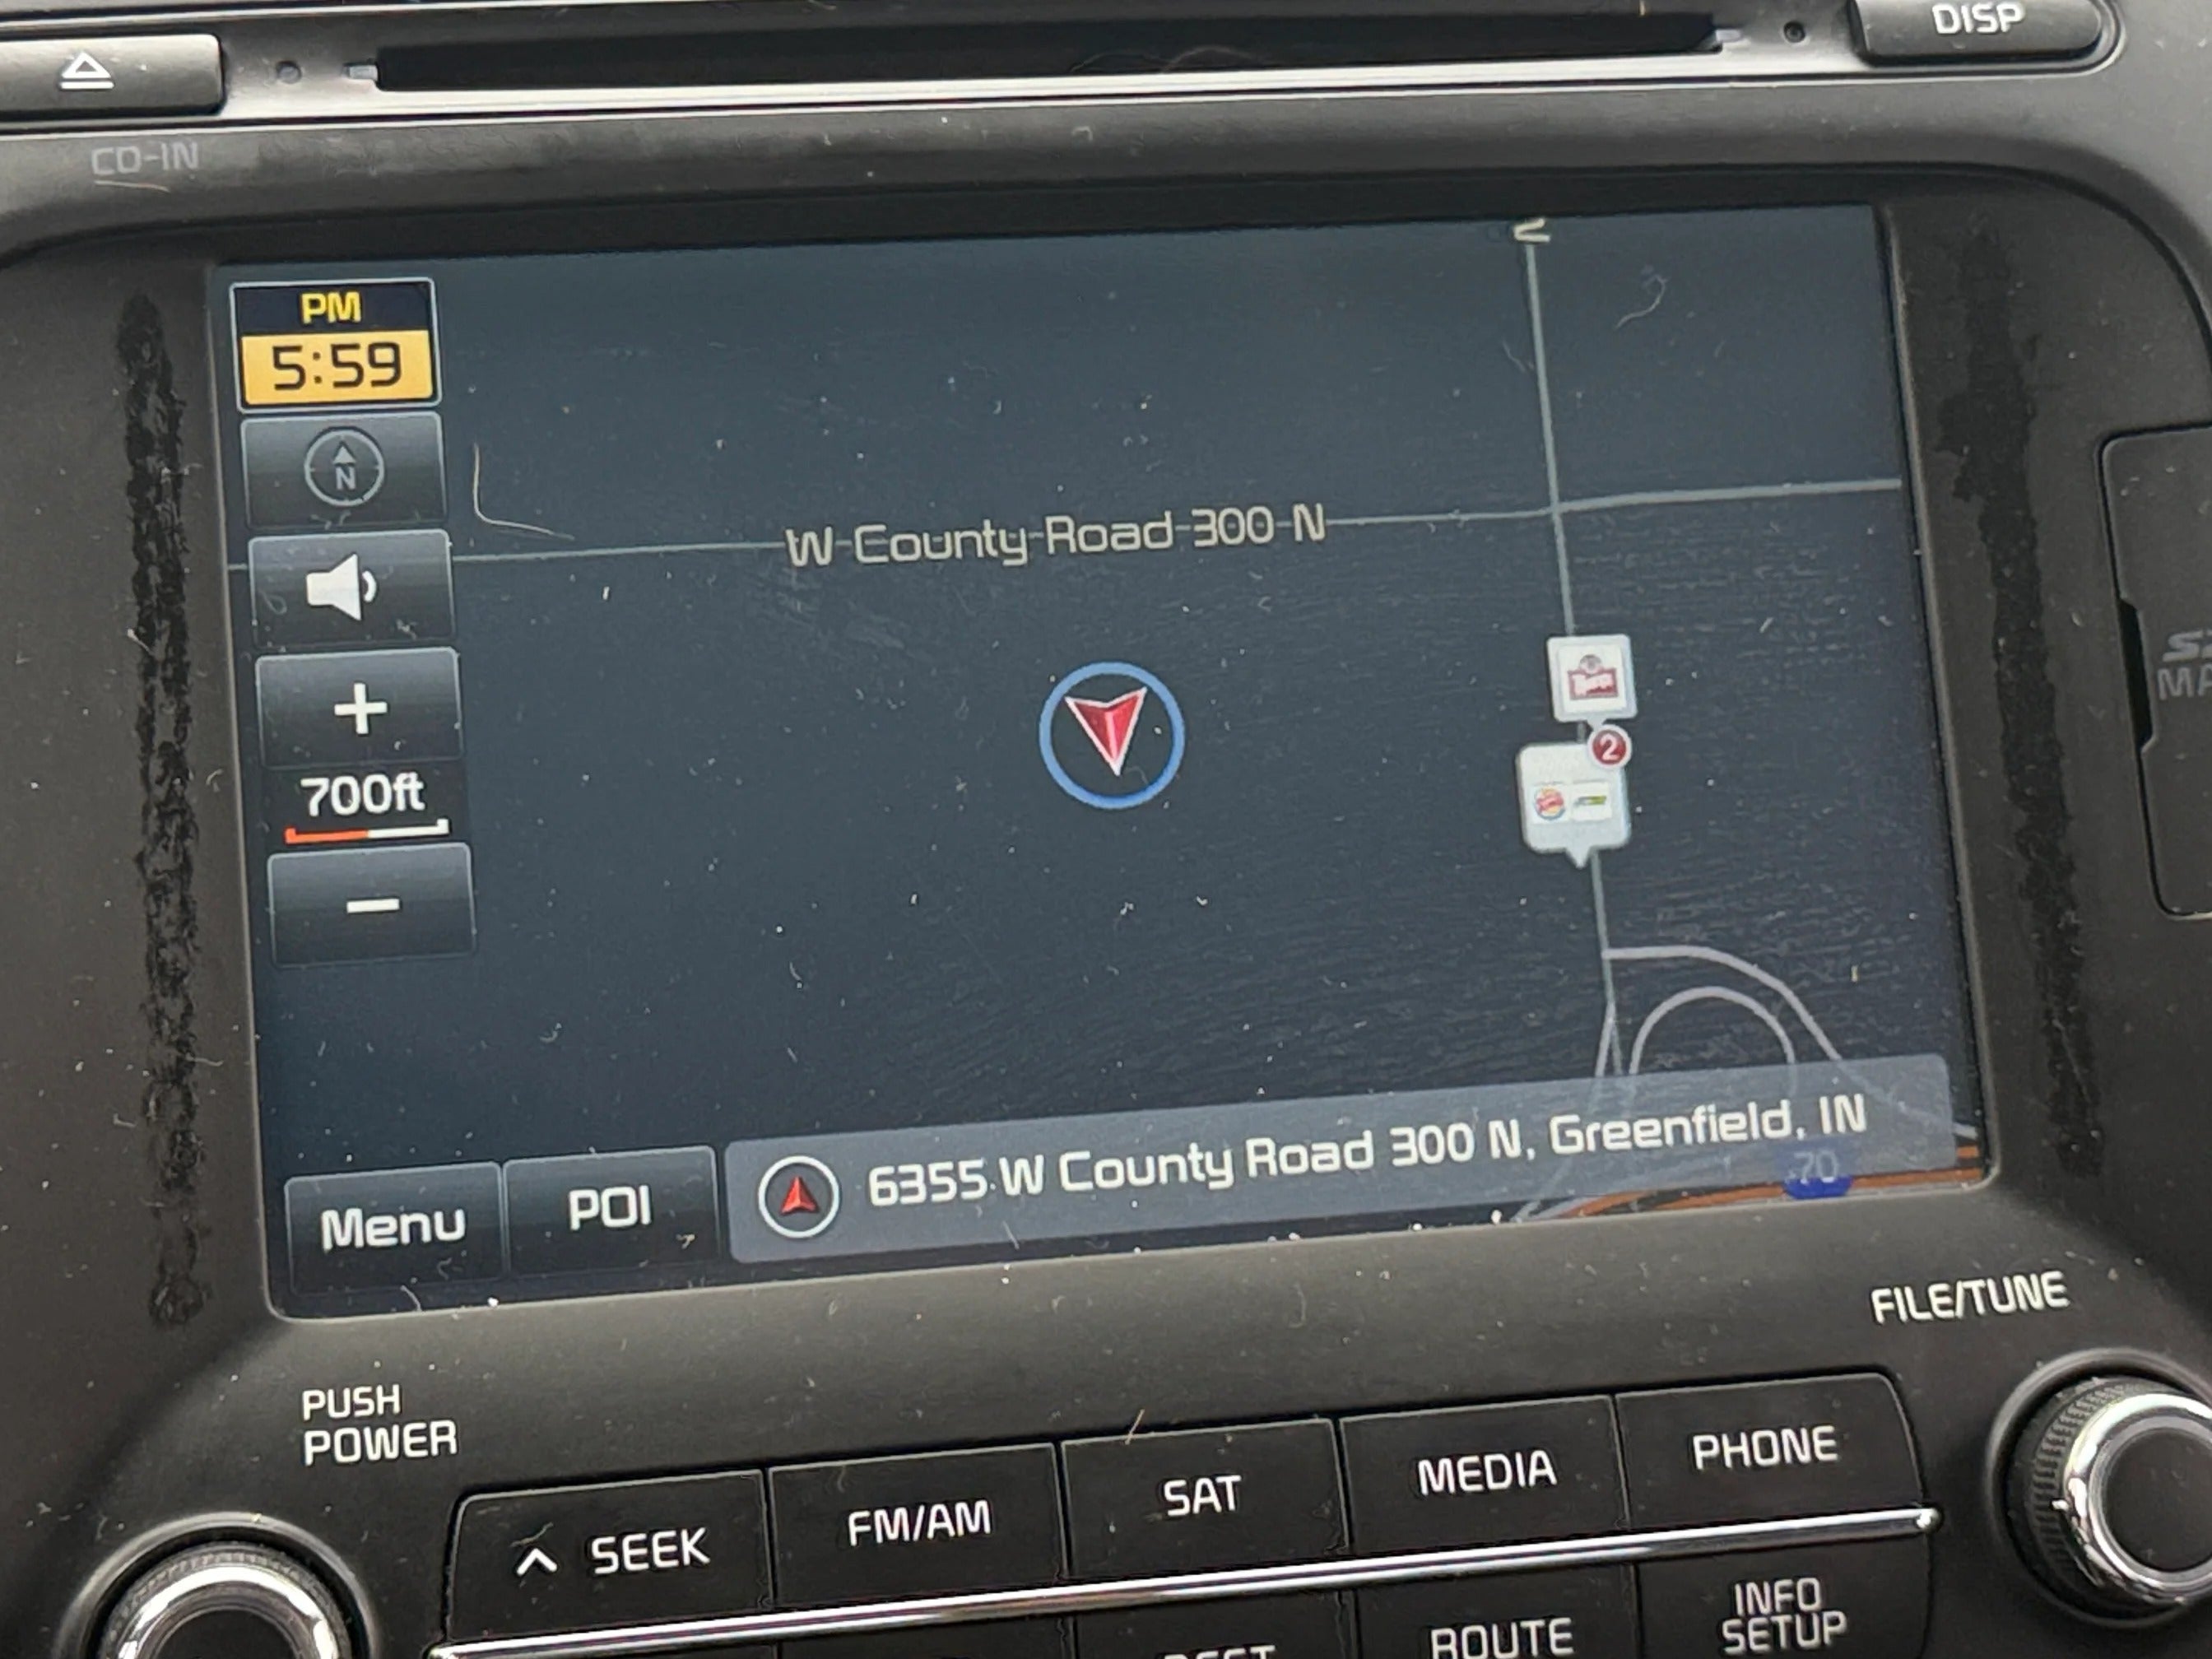 DISP
CD-IN
PM
5:59
N
W County Road 300 N
2
700ft
Menu
POI
6355 W County Road 300 N, Greenfield, IN
70
FILE/TUNE
PUSH
POWER
SEEK
FM/AM
SAT
MEDIA
PHONE
ROUTE
INFO
SETUP